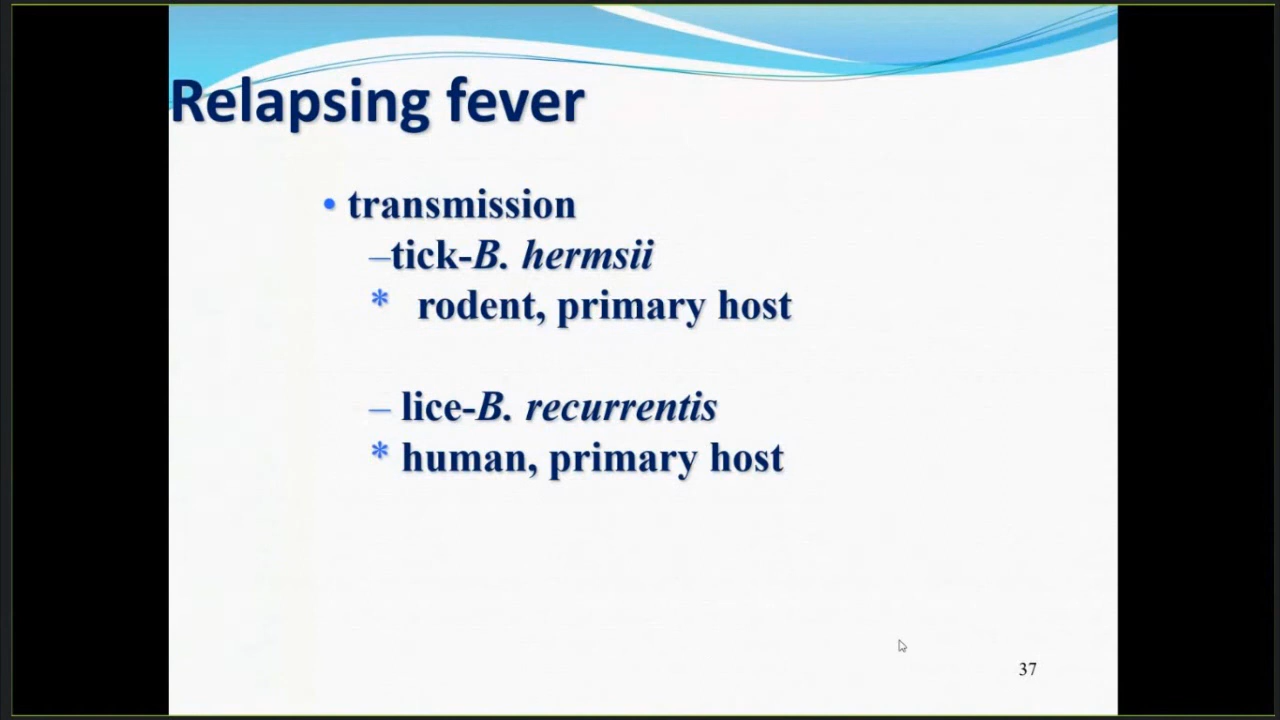 Relapsing fever
• transmission
–tick-B. hermsii
* rodent, primary host
– lice-B. recurrentis
* human, primary host
37